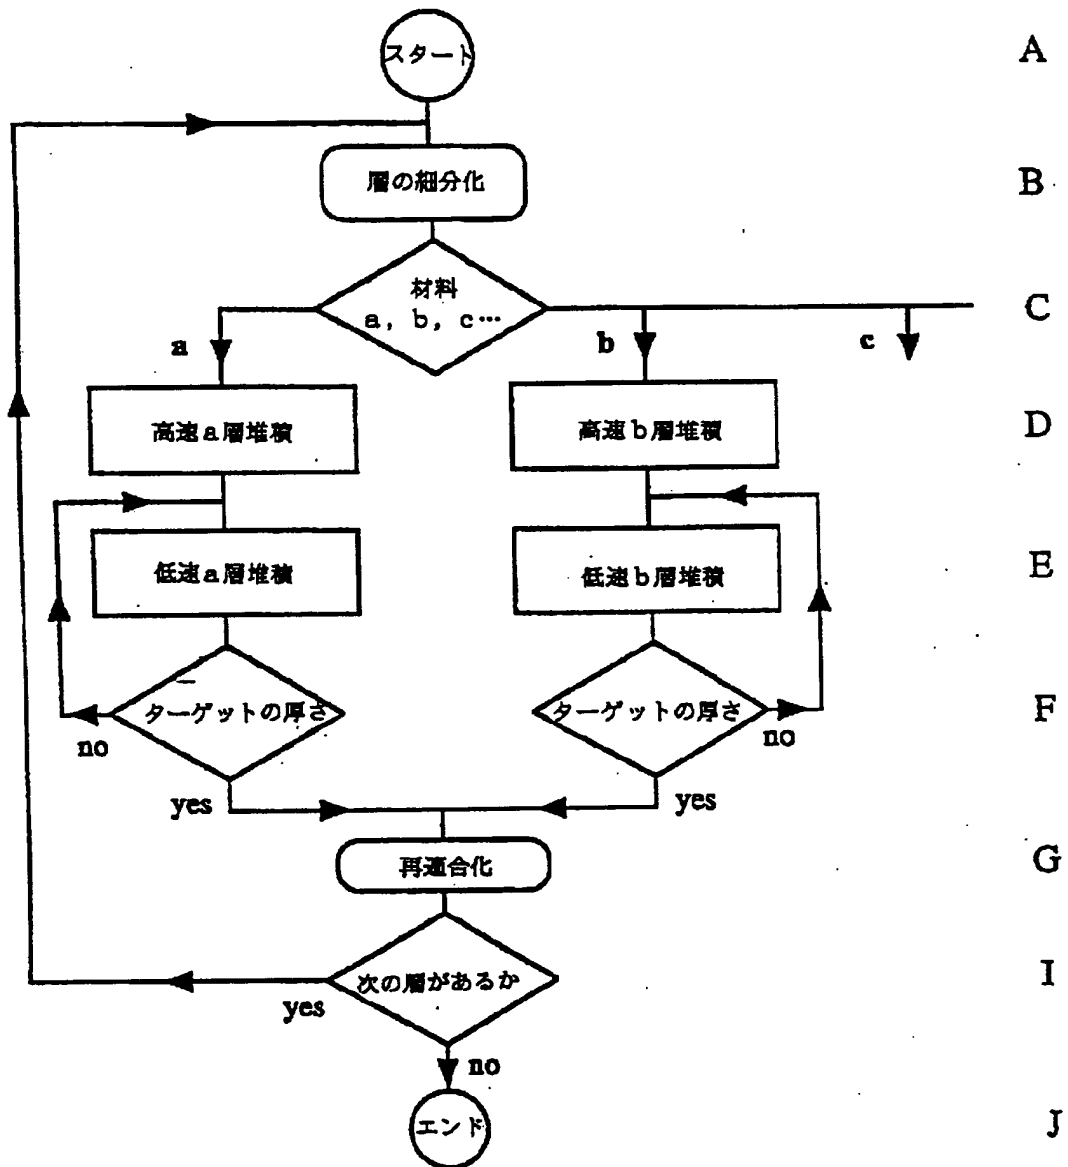 スタート
A
層の細分化
B
材料
a, b, c…
C
a
b
c
高速a層堆積
高速b層堆積
D
低速a層堆積
低速b層堆積
E
ターゲットの厚さ
ターゲットの厚さ
F
no
no
yes
yes
再適合化
G
次の層があるか
I
yes
no
エンド
J